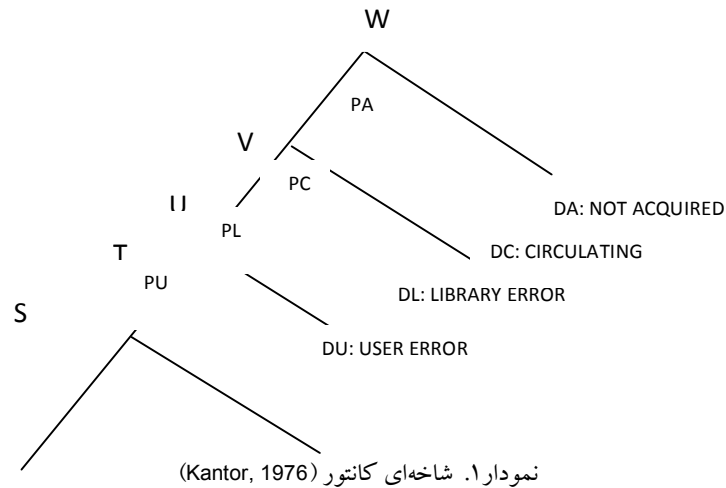 W
PA
V
PC
DA: NOT ACQUIRED
PL
DC: CIRCULATING
T
PU
DL: LIBRARY ERROR
S
DU: USER ERROR
نمودار۱. شاخه‌ای کانتور (Kantor, 1976)